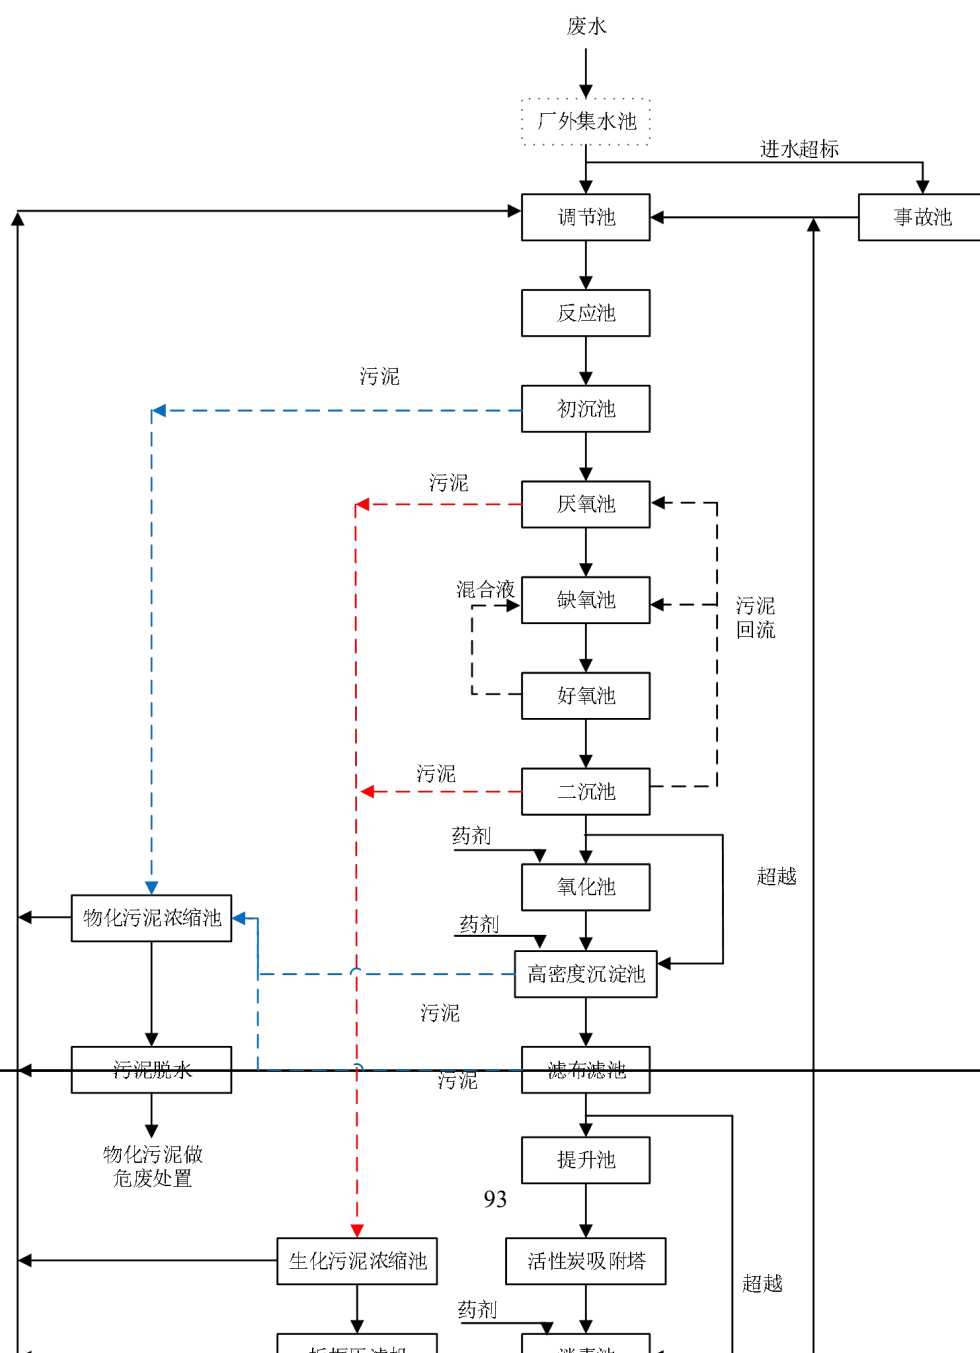 废水
厂外集水池
进水超标
调节池
事故池
反应池
污泥
初沉池
污泥
厌氧池
混合液
缺氧池
污泥
回流
好氧池
污泥
二沉池
药剂
超越
氧化池
物化污泥浓缩池
药剂
高密度沉淀池
污泥
污泥脱水
滤布滤池
污泥
物化污泥做
危废处置
提升池
93
生化污泥浓缩池
活性炭吸附塔
超越
药剂